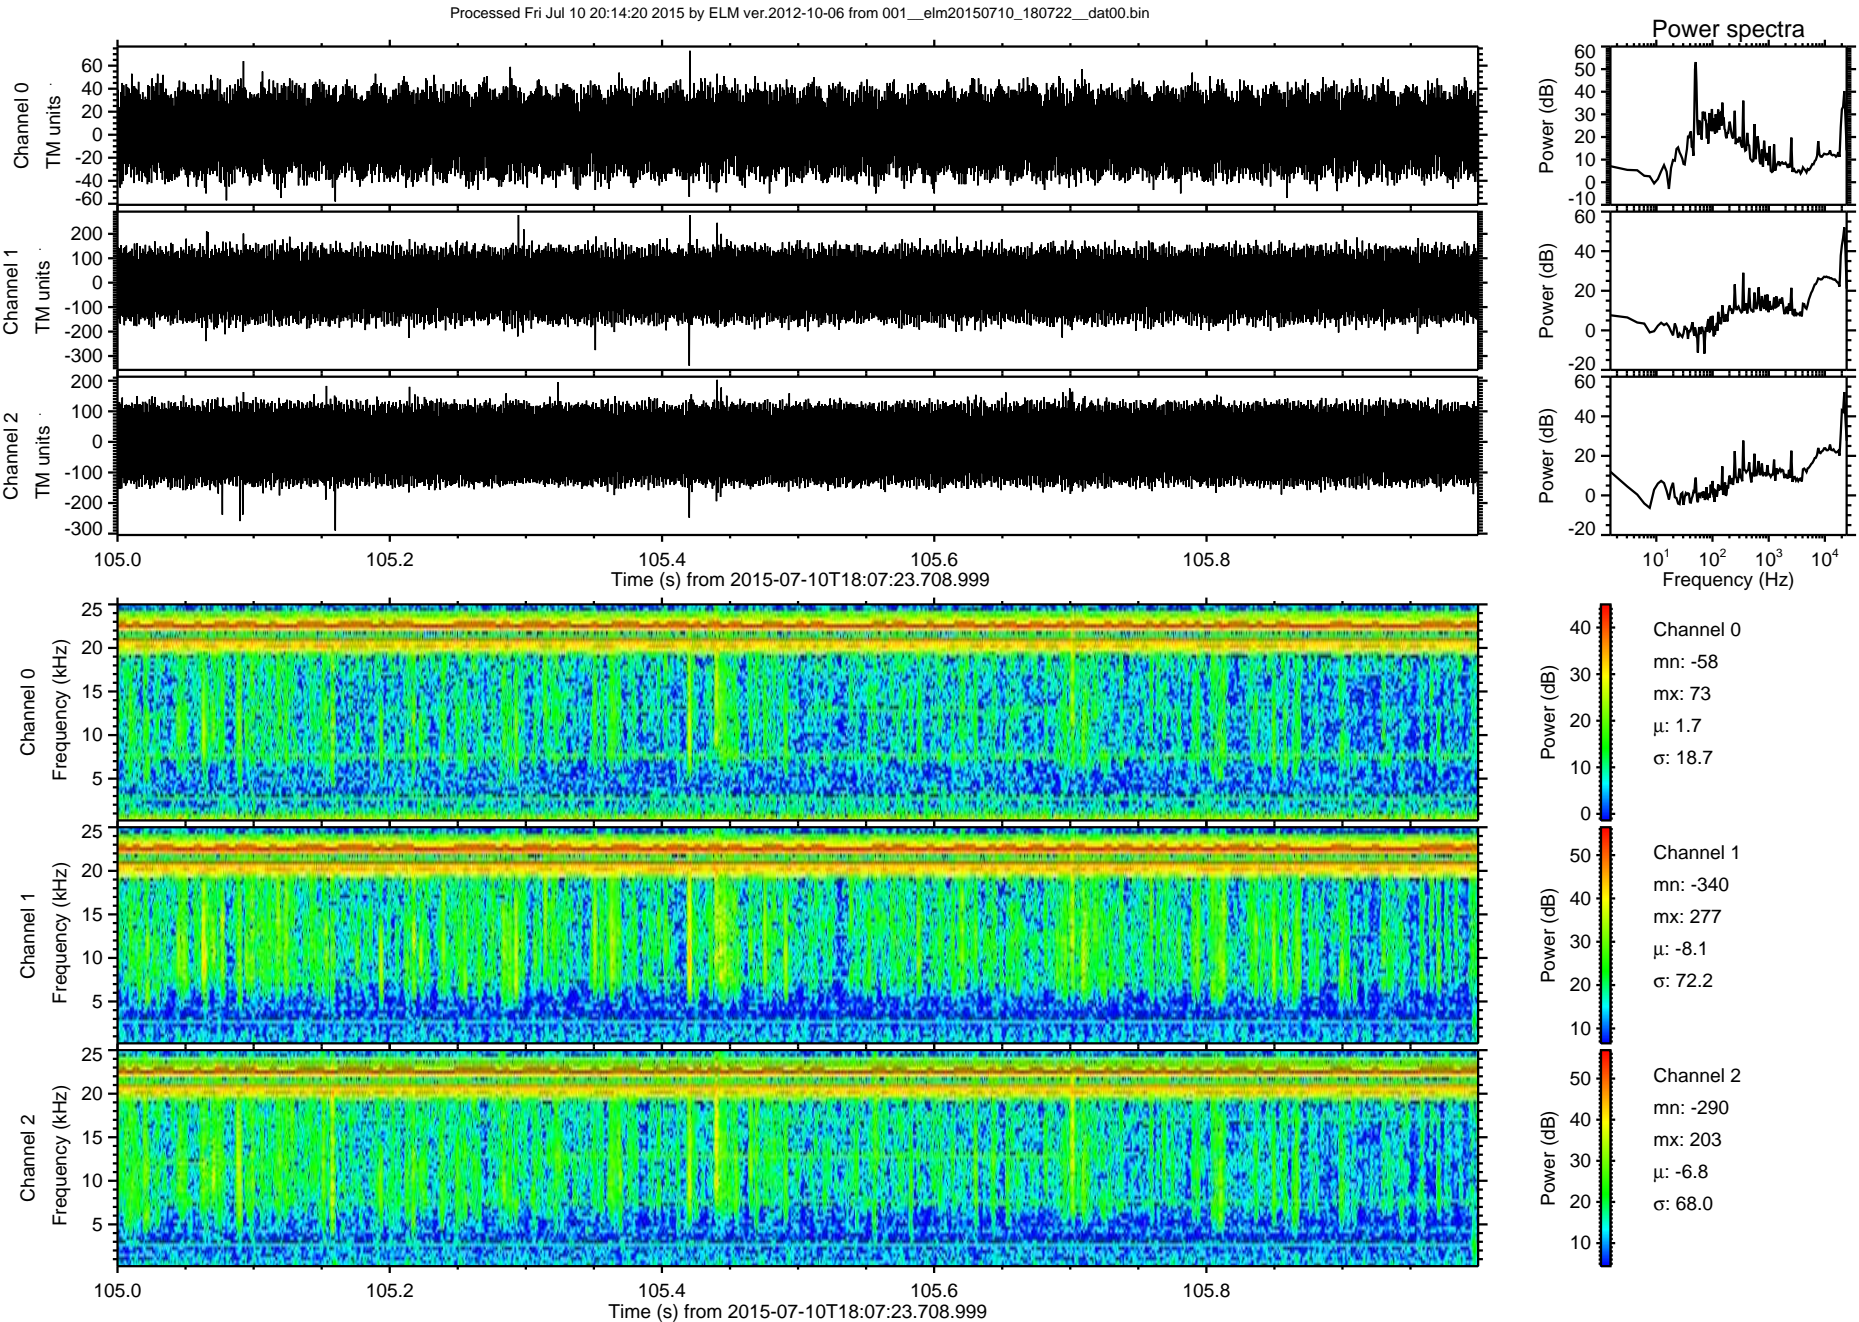 Processed Fri Jul 10 20:14:20 2015 by ELM ver.2012-10-06 from 001__elm20150710_180722__dat00.bin
Power spectra
Channel 0
TM units
60
40
20
0
-20
-40
-60
Power (dB)
60
50
40
30
20
10
0
-10
Channel 1
TM units
200
100
0
-100
-200
-300
Power (dB)
60
40
20
0
-20
Channel 2
TM units
200
100
0
-100
-200
-300
Power (dB)
60
40
20
0
-20
105.0 105.2 105.4 105.6 105.8
Time (s) from 2015-07-10T18:07:23.708.999
10^1 10^2 10^3 10^4
Frequency (Hz)
Channel 0
Frequency (kHz)
25
20
15
10
5
Power (dB)
40
30
20
10
0
Channel 0
mn: -58
mx: 73
μ: 1.7
σ: 18.7
Channel 1
Frequency (kHz)
25
20
15
10
5
Power (dB)
50
40
30
20
10
Channel 1
mn: -340
mx: 277
μ: -8.1
σ: 72.2
Channel 2
Frequency (kHz)
25
20
15
10
5
Power (dB)
50
40
30
20
10
Channel 2
mn: -290
mx: 203
μ: -6.8
σ: 68.0
105.0 105.2 105.4 105.6 105.8
Time (s) from 2015-07-10T18:07:23.708.999